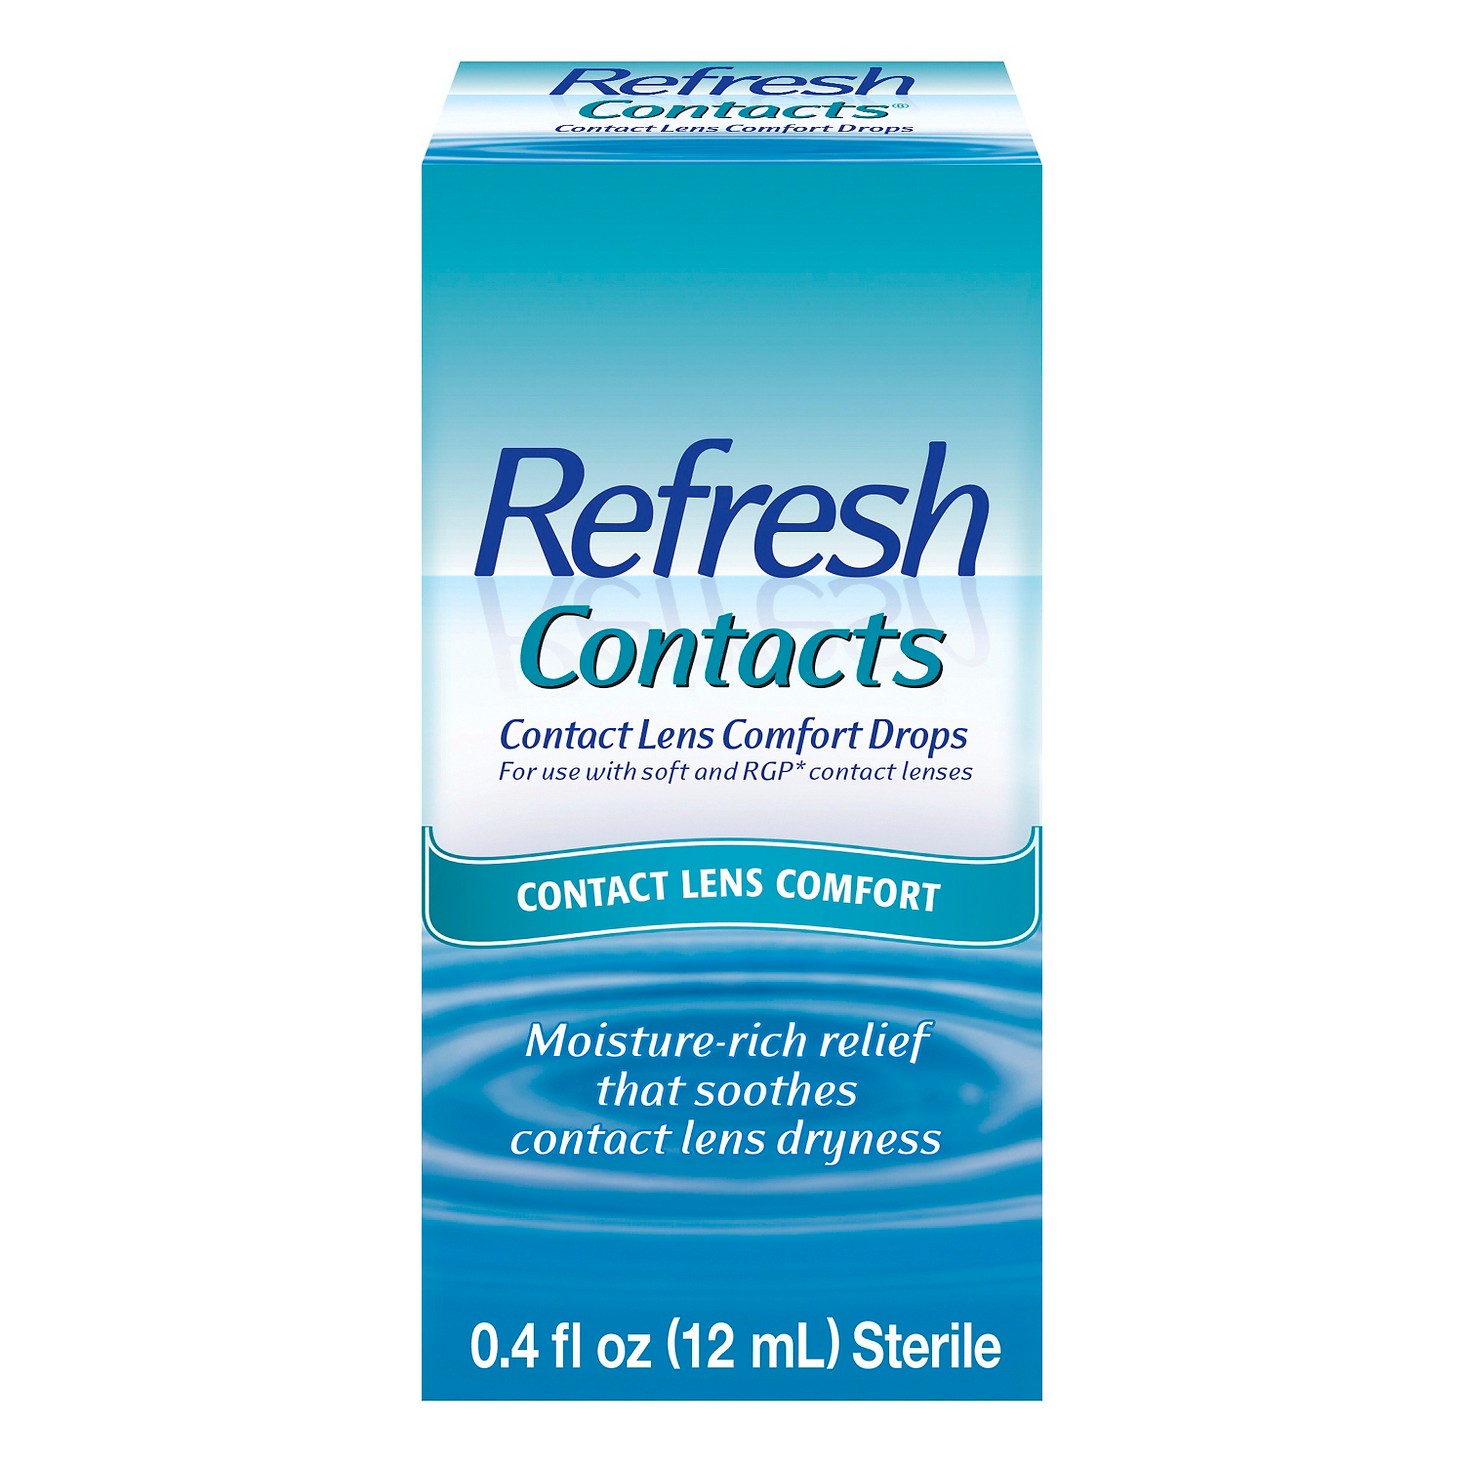 Refresh
Contacts®
Contact Lens Comfort Drops
Refresh
Contacts
Contact Lens Comfort Drops
For use with soft and RGP* contact lenses
CONTACT LENS COMFORT
Moisture-rich relief
that soothes
contact lens dryness
0.4 fl oz (12 mL) Sterile